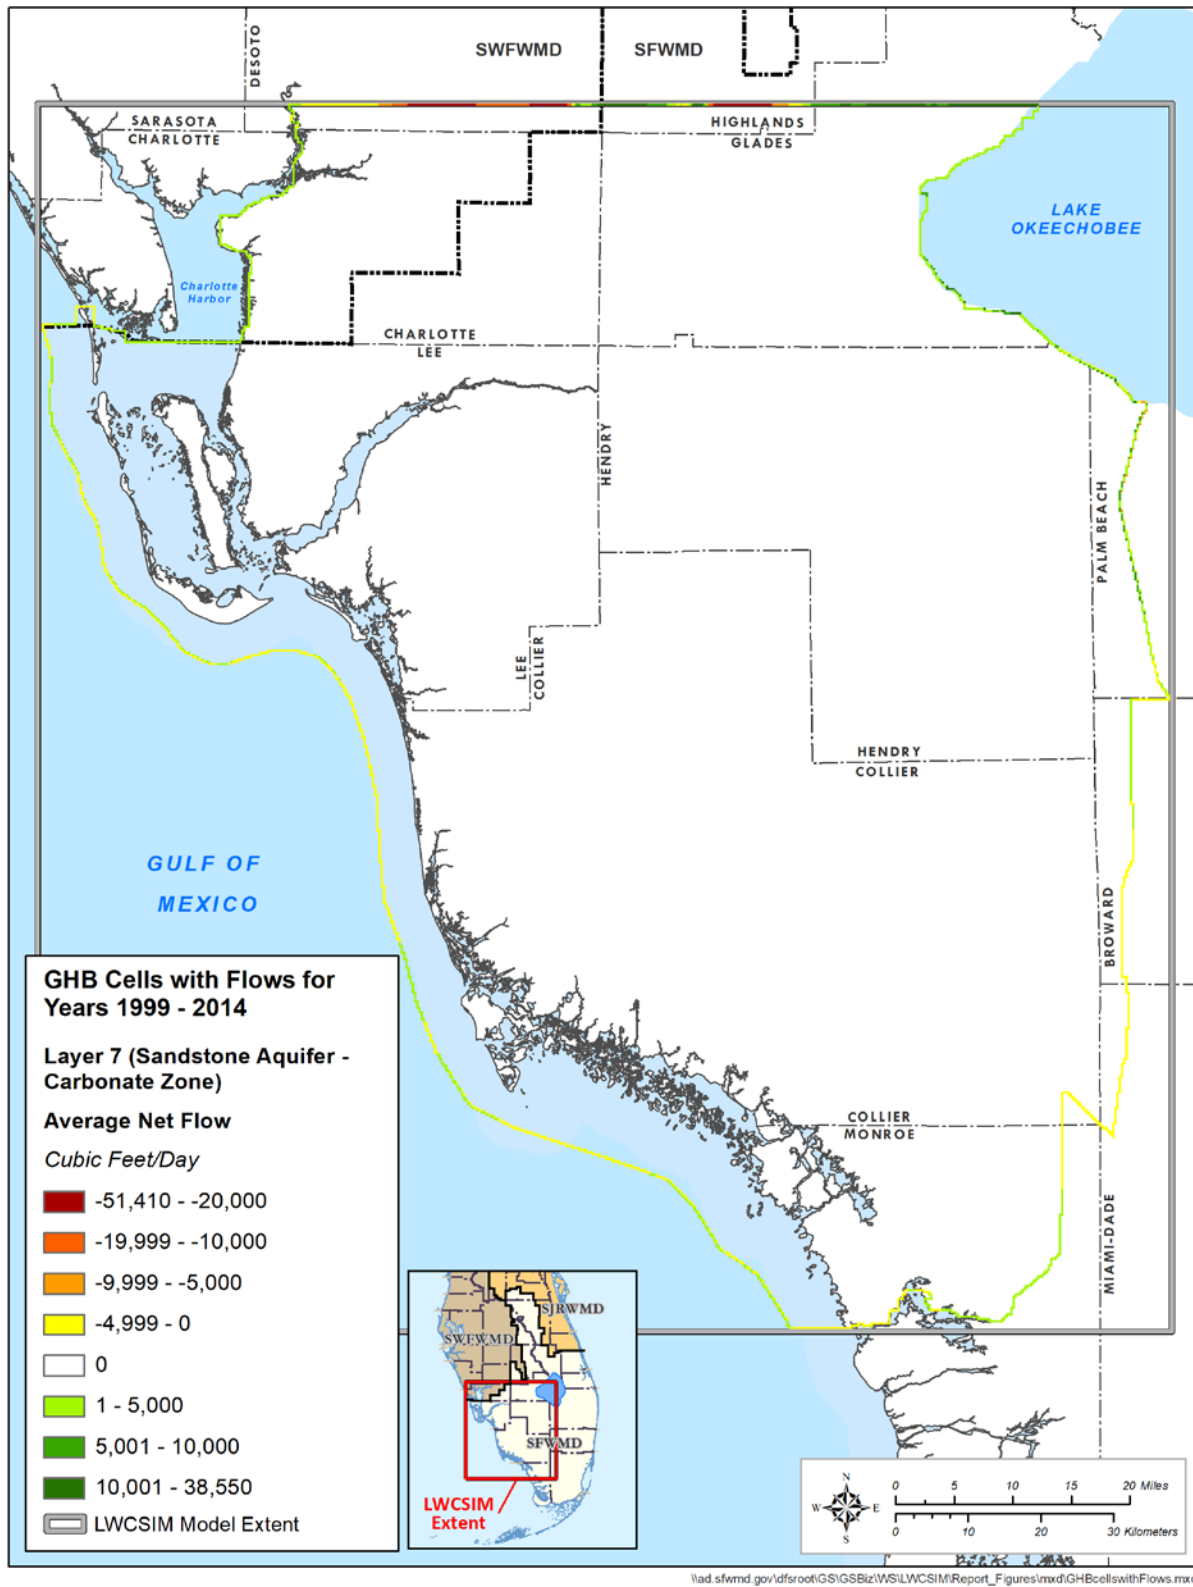 SWFWMD
SFWMD
DESOTO
SARASOTA
CHARLOTTE
HIGHLANDS
GLADES
LAKE
OKEECHOBEE
Charlotte
Harbor
CHARLOTTE
LEE
HENDRY
PALM BEACH
LEE
COLLIER
HENDRY
COLLIER
GULF OF
MEXICO
BROWARD
COLLIER
MONROE
MIAMI-DADE
GHB Cells with Flows for
Years 1999 - 2014
Layer 7 (Sandstone Aquifer -
Carbonate Zone)
Average Net Flow
Cubic Feet/Day
-51,410 - -20,000
-19,999 - -10,000
-9,999 - -5,000
-4,999 - 0
0
1 - 5,000
5,001 - 10,000
10,001 - 38,550
LWCSIM Model Extent
SJRWMD
SWFWMD
SFWMD
LWCSIM
Extent
N
W E
S
0 5 10 15 20 Miles
0 10 20 30 Kilometers
\\ad.sfwmd.gov\dfsroot\GS\GSBiz\WS\LWCSIM\Report_Figures\mxd\GHBcellswithFlows.mxd